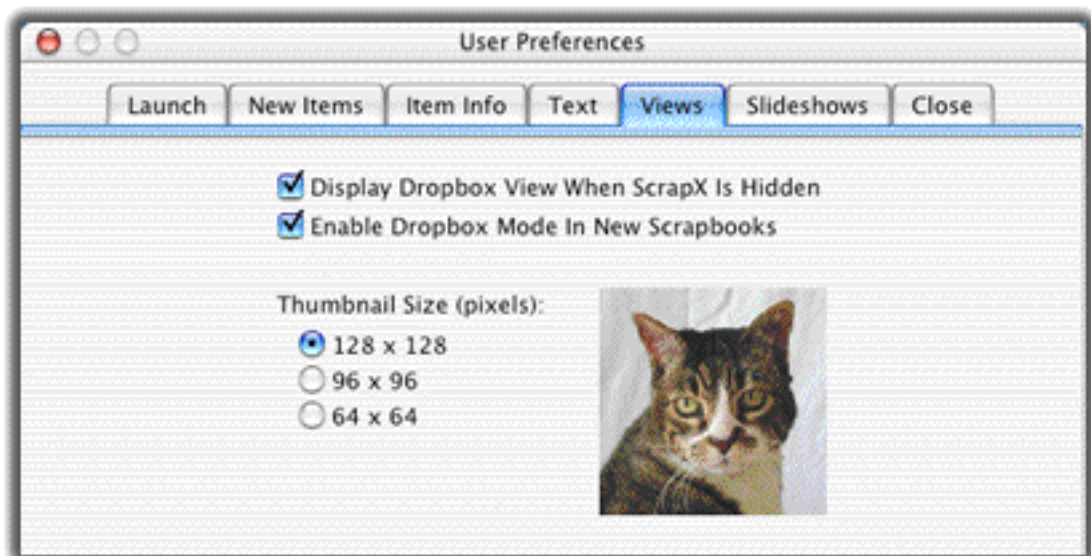 User Preferences
Launch New Items Item Info Text Views Slideshows Close
Display Dropbox View When ScrapX Is Hidden
Enable Dropbox Mode In New Scrapbooks
Thumbnail Size (pixels):
128 x 128
96 x 96
64 x 64